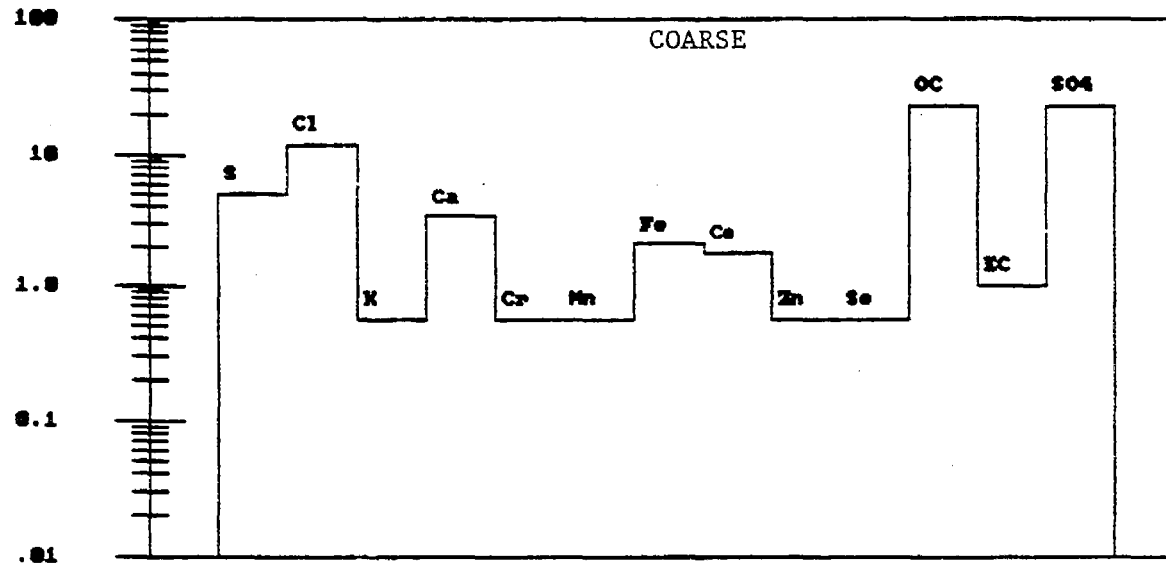 100
COARSE
OC
SO4
Cl
10
S
Ca
Fe
Ce
EC
1.0
K
Cr
Mn
Zn
Se
0.1
.01